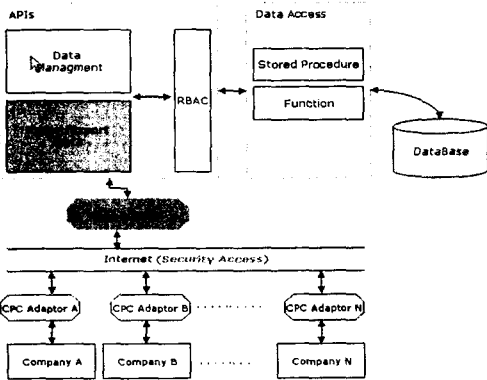 APIs
Data Access
Data
Managment
Stored Procedure
RBAC
Function
DataBase
Internet (Security Access)
CPC Adaptor A
CPC Adaptor B
CPC Adaptor N
Company A
Company B
Company N